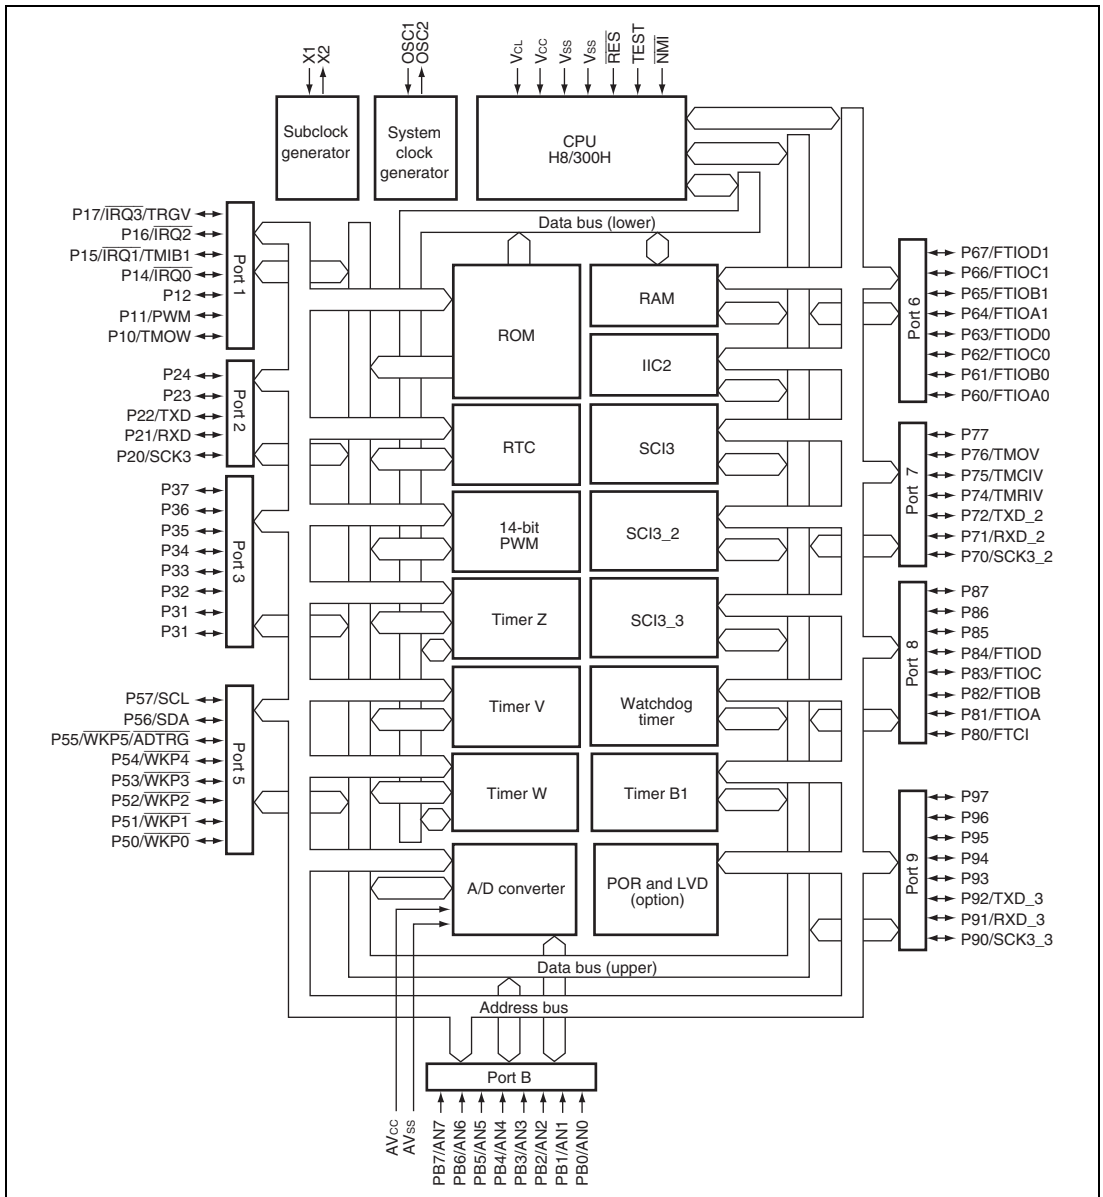 X1
X2
OSC1
OSC2
VCL
VCC
VSS
VSS
RES
TEST
NMI
Subclock
generator
System
clock
generator
CPU
H8/300H
Data bus (lower)
P17/IRQ3/TRGV
P16/IRQ2
P15/IRQ1/TMIB1
P14/IRQ0
P12
P11/PWM
P10/TMOW
Port 1
P24
P23
P22/TXD
P21/RXD
P20/SCK3
Port 2
P37
P36
P35
P34
P33
P32
P31
P31
Port 3
P57/SCL
P56/SDA
P55/WKP5/ADTRG
P54/WKP4
P53/WKP3
P52/WKP2
P51/WKP1
P50/WKP0
Port 5
ROM
RAM
IIC2
RTC
SCI3
14-bit
PWM
SCI3_2
Timer Z
SCI3_3
Timer V
Watchdog
timer
Timer W
Timer B1
A/D converter
POR and LVD
(option)
Port 6
P67/FTIOD1
P66/FTIOC1
P65/FTIOB1
P64/FTIOA1
P63/FTIOD0
P62/FTIOC0
P61/FTIOB0
P60/FTIOA0
Port 7
P77
P76/TMOV
P75/TMCIV
P74/TMRIV
P72/TXD_2
P71/RXD_2
P70/SCK3_2
Port 8
P87
P86
P85
P84/FTIOD
P83/FTIOC
P82/FTIOB
P81/FTIOA
P80/FTCI
Port 9
P97
P96
P95
P94
P93
P92/TXD_3
P91/RXD_3
P90/SCK3_3
Data bus (upper)
Address bus
Port B
AVCC
AVSS
PB7/AN7
PB6/AN6
PB5/AN5
PB4/AN4
PB3/AN3
PB2/AN2
PB1/AN1
PB0/AN0